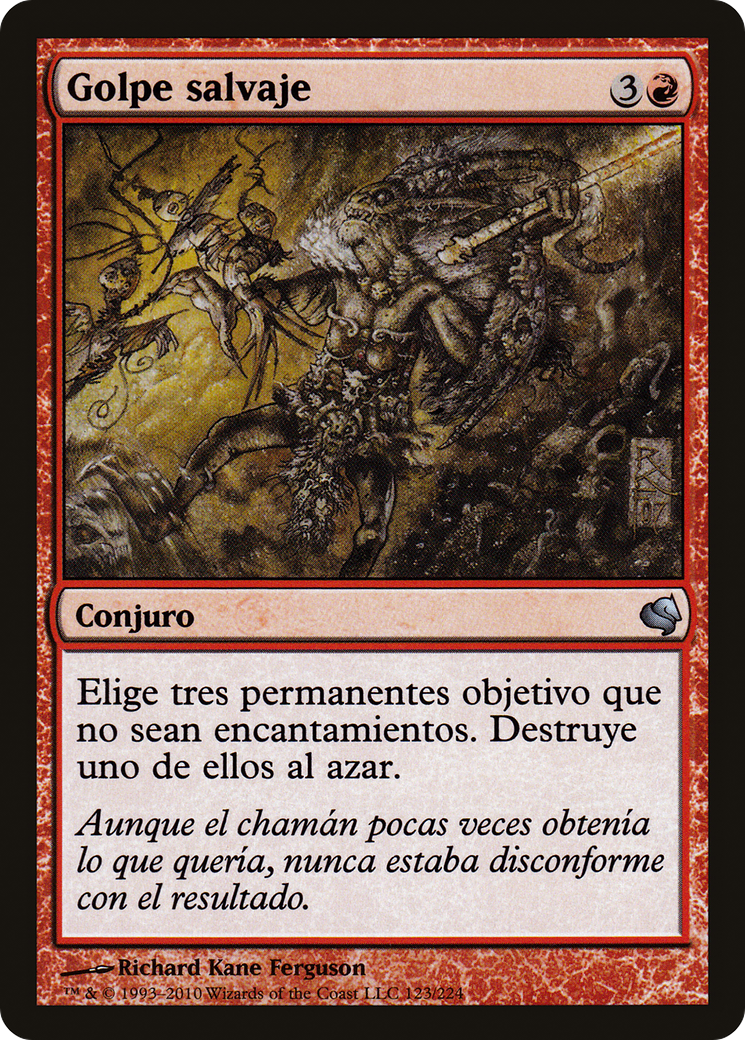 Golpe salvaje 3
RKF 07
Conjuro
Elige tres permanentes objetivo que
no sean encantamientos. Destruye
uno de ellos al azar.
Aunque el chamán pocas veces obtenía
lo que quería, nunca estaba disconforme
con el resultado.
Richard Kane Ferguson
™ & © 1993–2010 Wizards of the Coast LLC 123/224